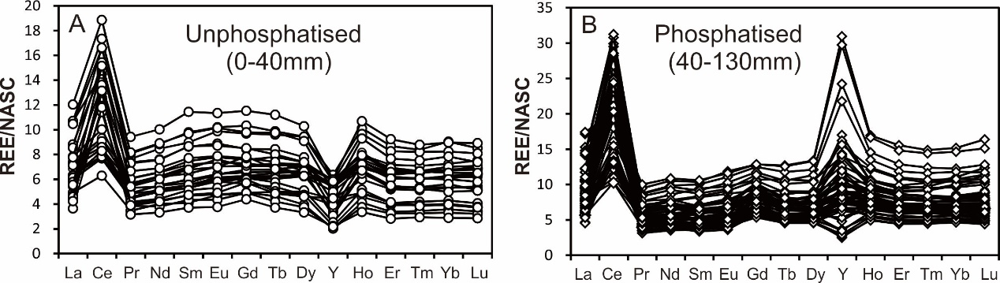 A
Unphosphatised
(0-40mm)
REE/NASC
20
18
16
14
12
10
8
6
4
2
0
La Ce Pr Nd Sm Eu Gd Tb Dy Y Ho Er Tm Yb Lu
B
Phosphatised
(40-130mm)
REE/NASC
35
30
25
20
15
10
5
0
La Ce Pr Nd Sm Eu Gd Tb Dy Y Ho Er Tm Yb Lu